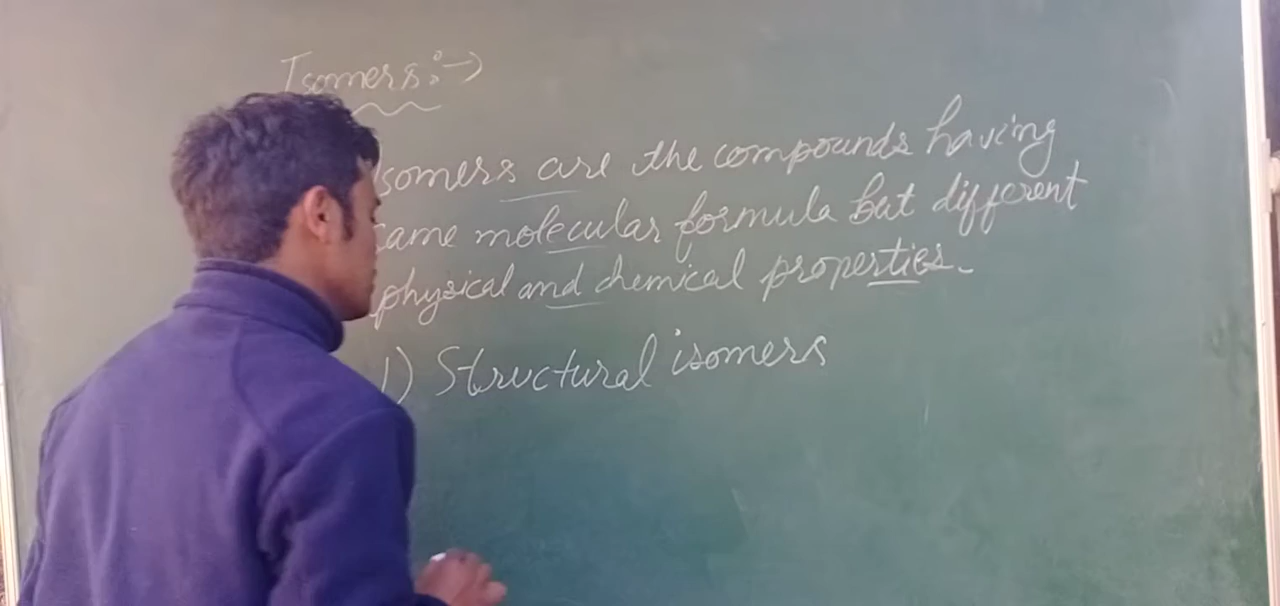 Isomers:→
Isomers are the compounds having
same molecular formula but different
physical and chemical properties.
1) Structural isomers